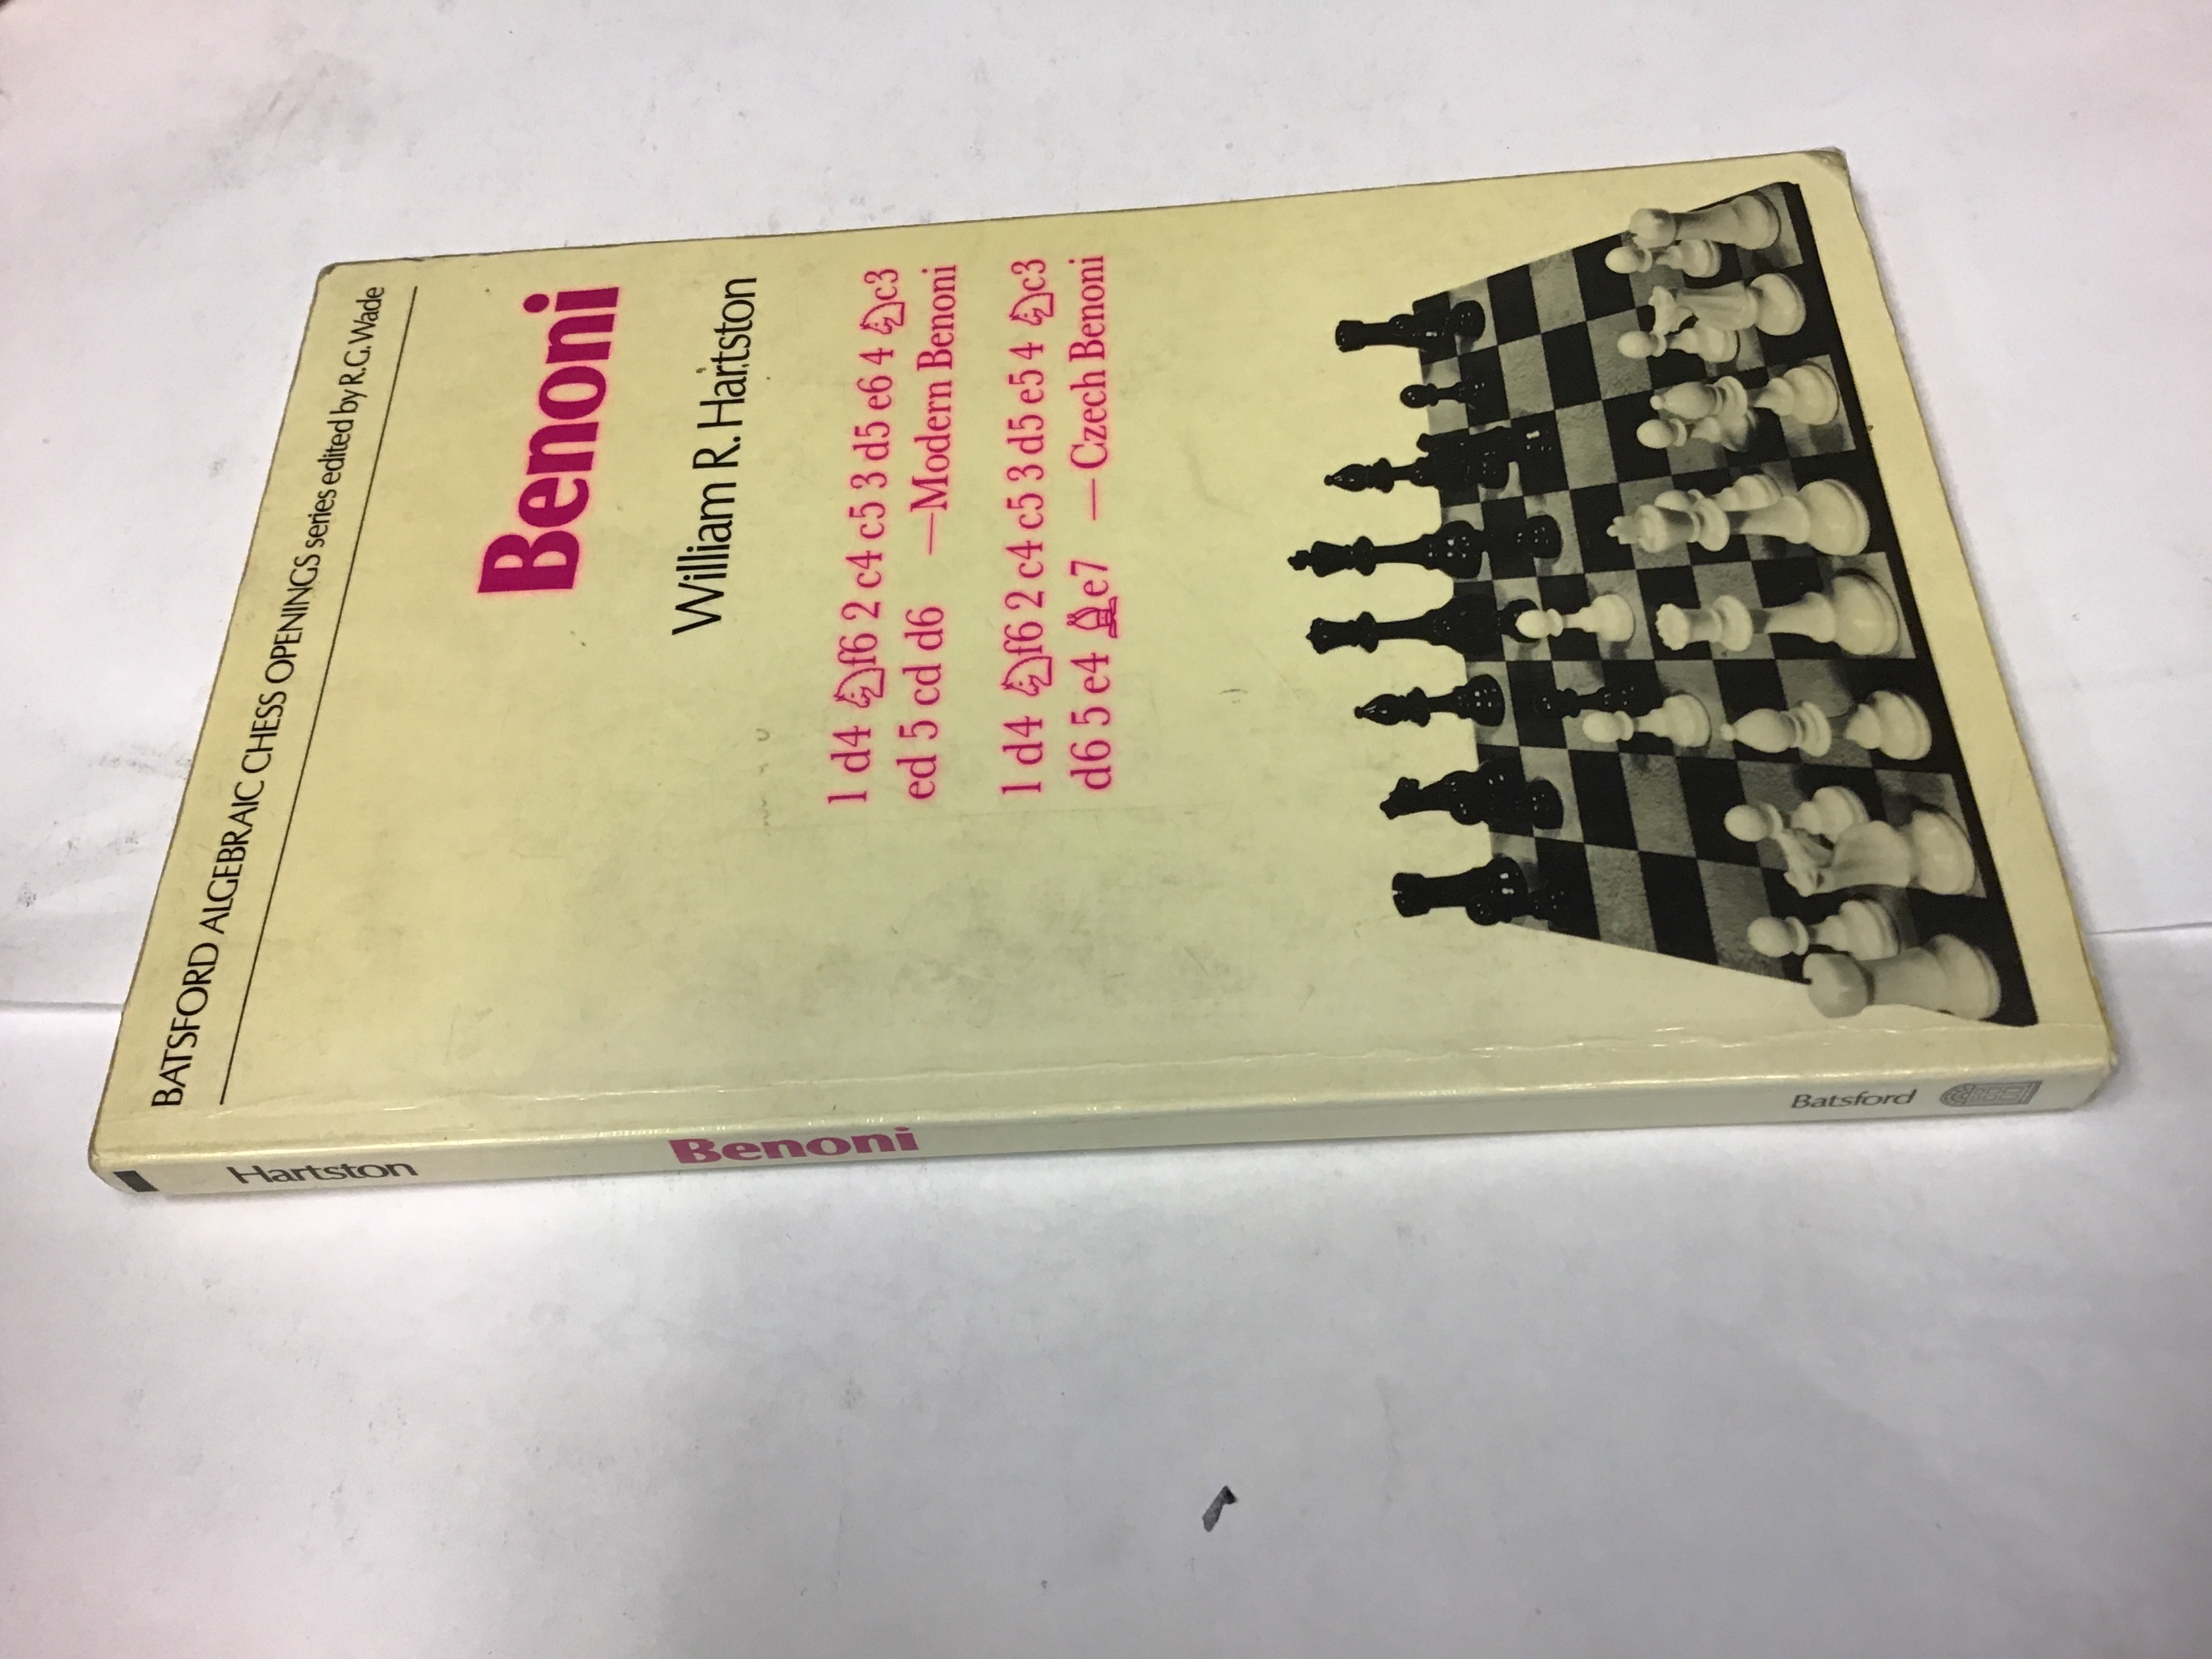 BATSFORD ALGEBRAIC CHESS OPENINGS series edited by R.G. Wade
Benoni
William R. Hartston
1 d4 ♘f6 2 c4 c5 3 d5 e6 4 ♘c3
ed 5 cd d6 —Modern Benoni
1 d4 ♘f6 2 c4 c5 3 d5 e5 4 ♘c3
d6 5 e4 ♗e7 —Czech Benoni
Hartston Benoni Batsford